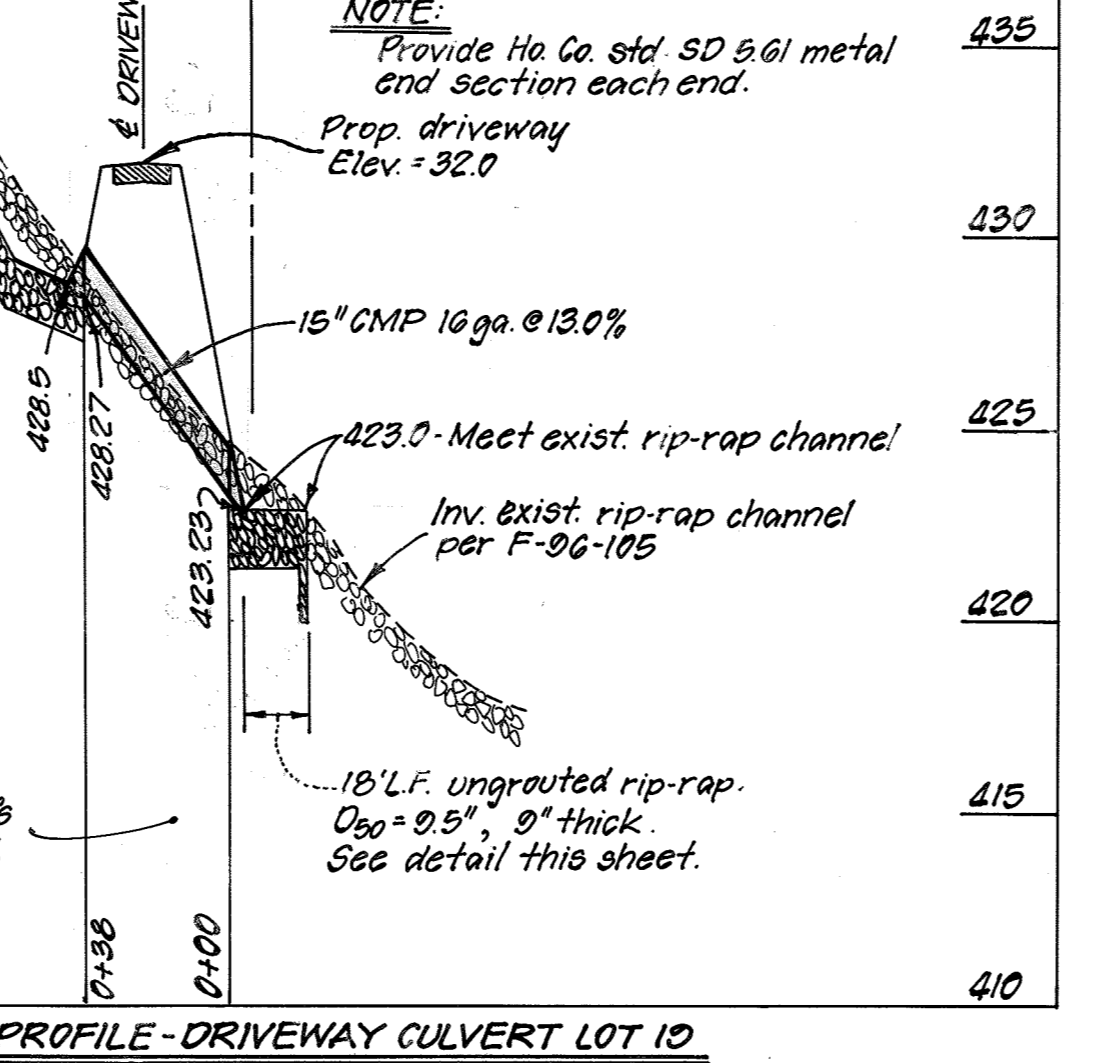 NOTE:
Provide Ho. Co. std. SD 5.61 metal
end section each end.
℄ DRIVEW
Prop. driveway
Elev. = 32.0
435
430
425
420
415
410
15" CMP 16 ga. @ 13.0%
428.5
428.27
423.0 - Meet exist. rip-rap channel
Inv. exist. rip-rap channel
per F-96-105
423.23
18' L.F. ungrouted rip-rap.
D50 = 9.5", 9" thick.
See detail this sheet.
0+38
0+00
PROFILE - DRIVEWAY CULVERT LOT 19